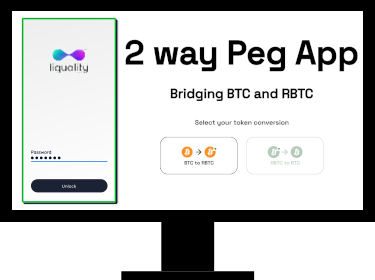 liquality
Password
Unlock
2 way Peg App
Bridging BTC and RBTC
Select your token conversion
BTC to RBTC
RBTC to BTC